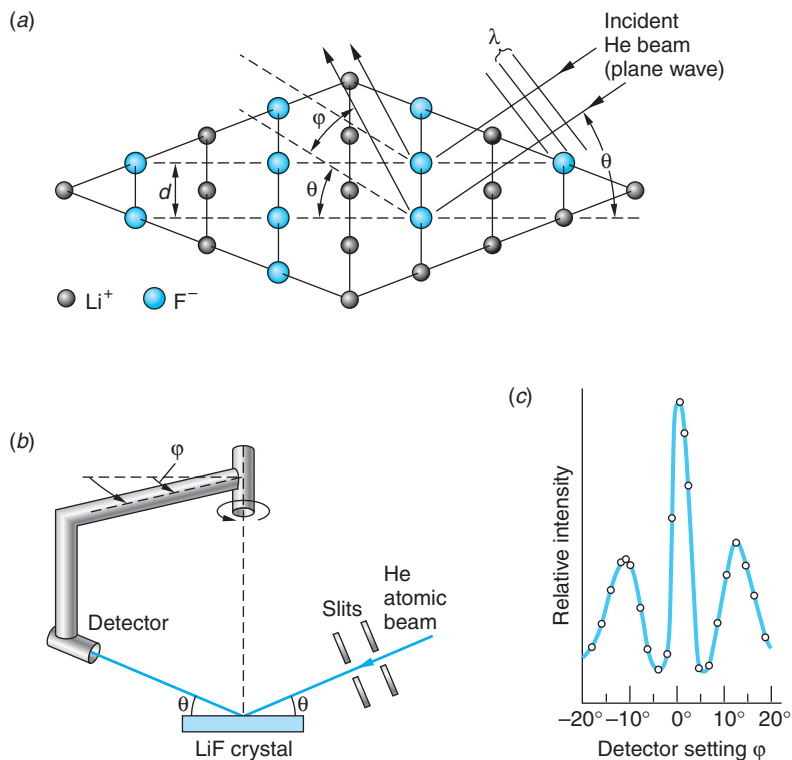 (a)
Incident
He beam
(plane wave)
λ
φ
θ
θ
d
Li⁺
F⁻
(b)
φ
Detector
Slits
He
atomic
beam
θ
θ
LiF crystal
(c)
Relative intensity
−20° −10° 0° 10° 20°
Detector setting φ